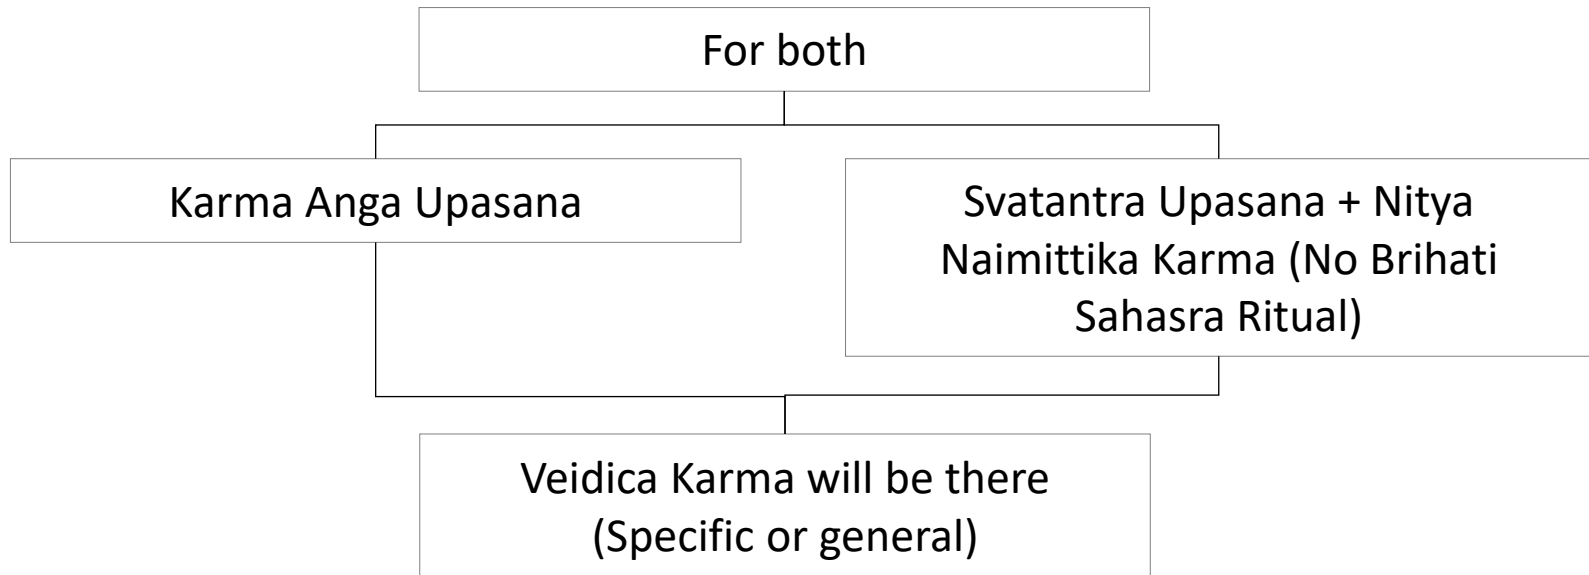 For both
Karma Anga Upasana
Svatantra Upasana + Nitya
Naimittika Karma (No Brihati
Sahasra Ritual)
Veidica Karma will be there
(Specific or general)